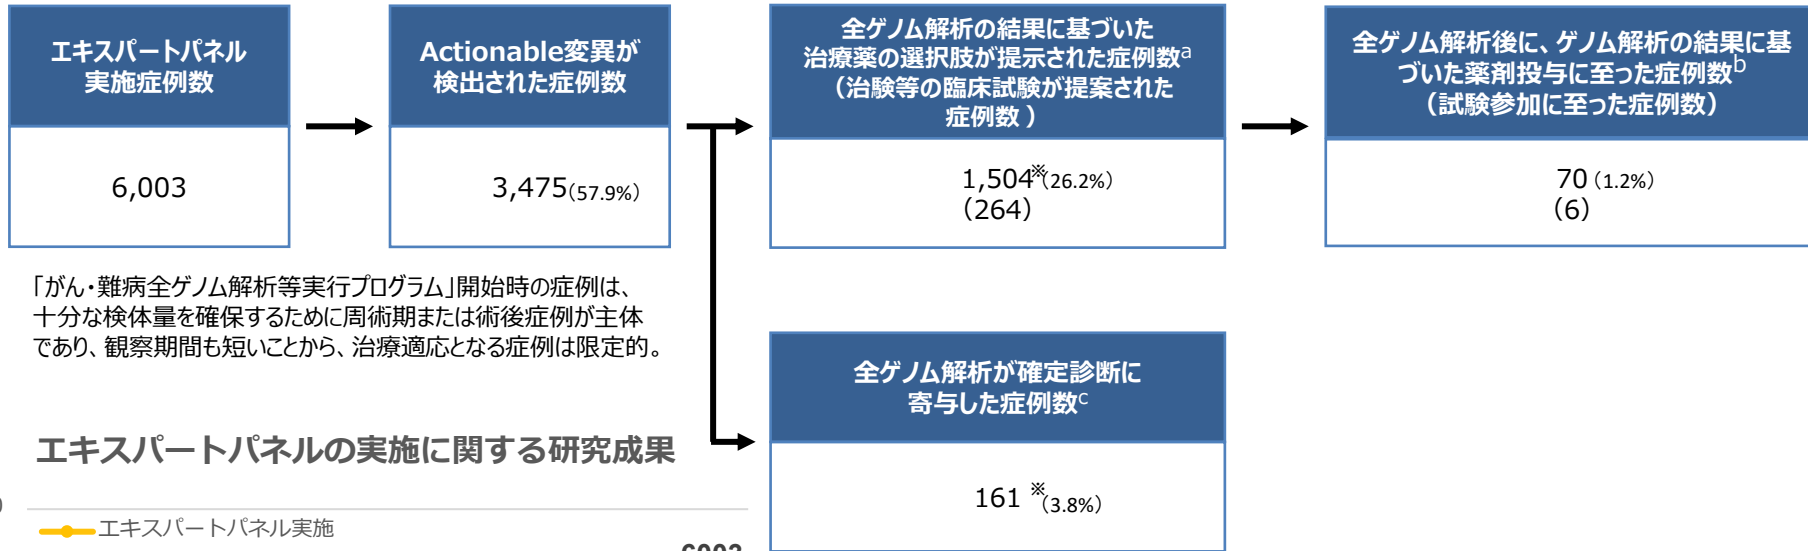 エキスパートパネル
実施症例数
6,003
Actionable変異が
検出された症例数
3,475(57.9%)
全ゲノム解析の結果に基づいた
治療薬の選択肢が提示された症例数a
（治験等の臨床試験が提案された
症例数）
1,504※(26.2%)
（264）
全ゲノム解析後に、ゲノム解析の結果に基
づいた薬剤投与に至った症例数b
（試験参加に至った症例数）
70（1.2%）
（6）
「がん・難病全ゲノム解析等実行プログラム」開始時の症例は、
十分な検体量を確保するために周術期または術後症例が主体
であり、観察期間も短いことから、治療適応となる症例は限定的。
全ゲノム解析が確定診断に
寄与した症例数c
161 ※(3.8%)
エキスパートパネルの実施に関する研究成果
エキスパートパネル実施
6003